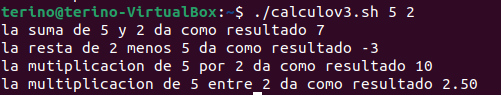 terino@terino-VirtualBox:~$ ./calculov3.sh 5 2
la suma de 5 y 2 da como resultado 7
la resta de 2 menos 5 da como resultado -3
la mutiplicacion de 5 por 2 da como resultado 10
la multiplicacion de 5 entre 2 da como resultado 2.50